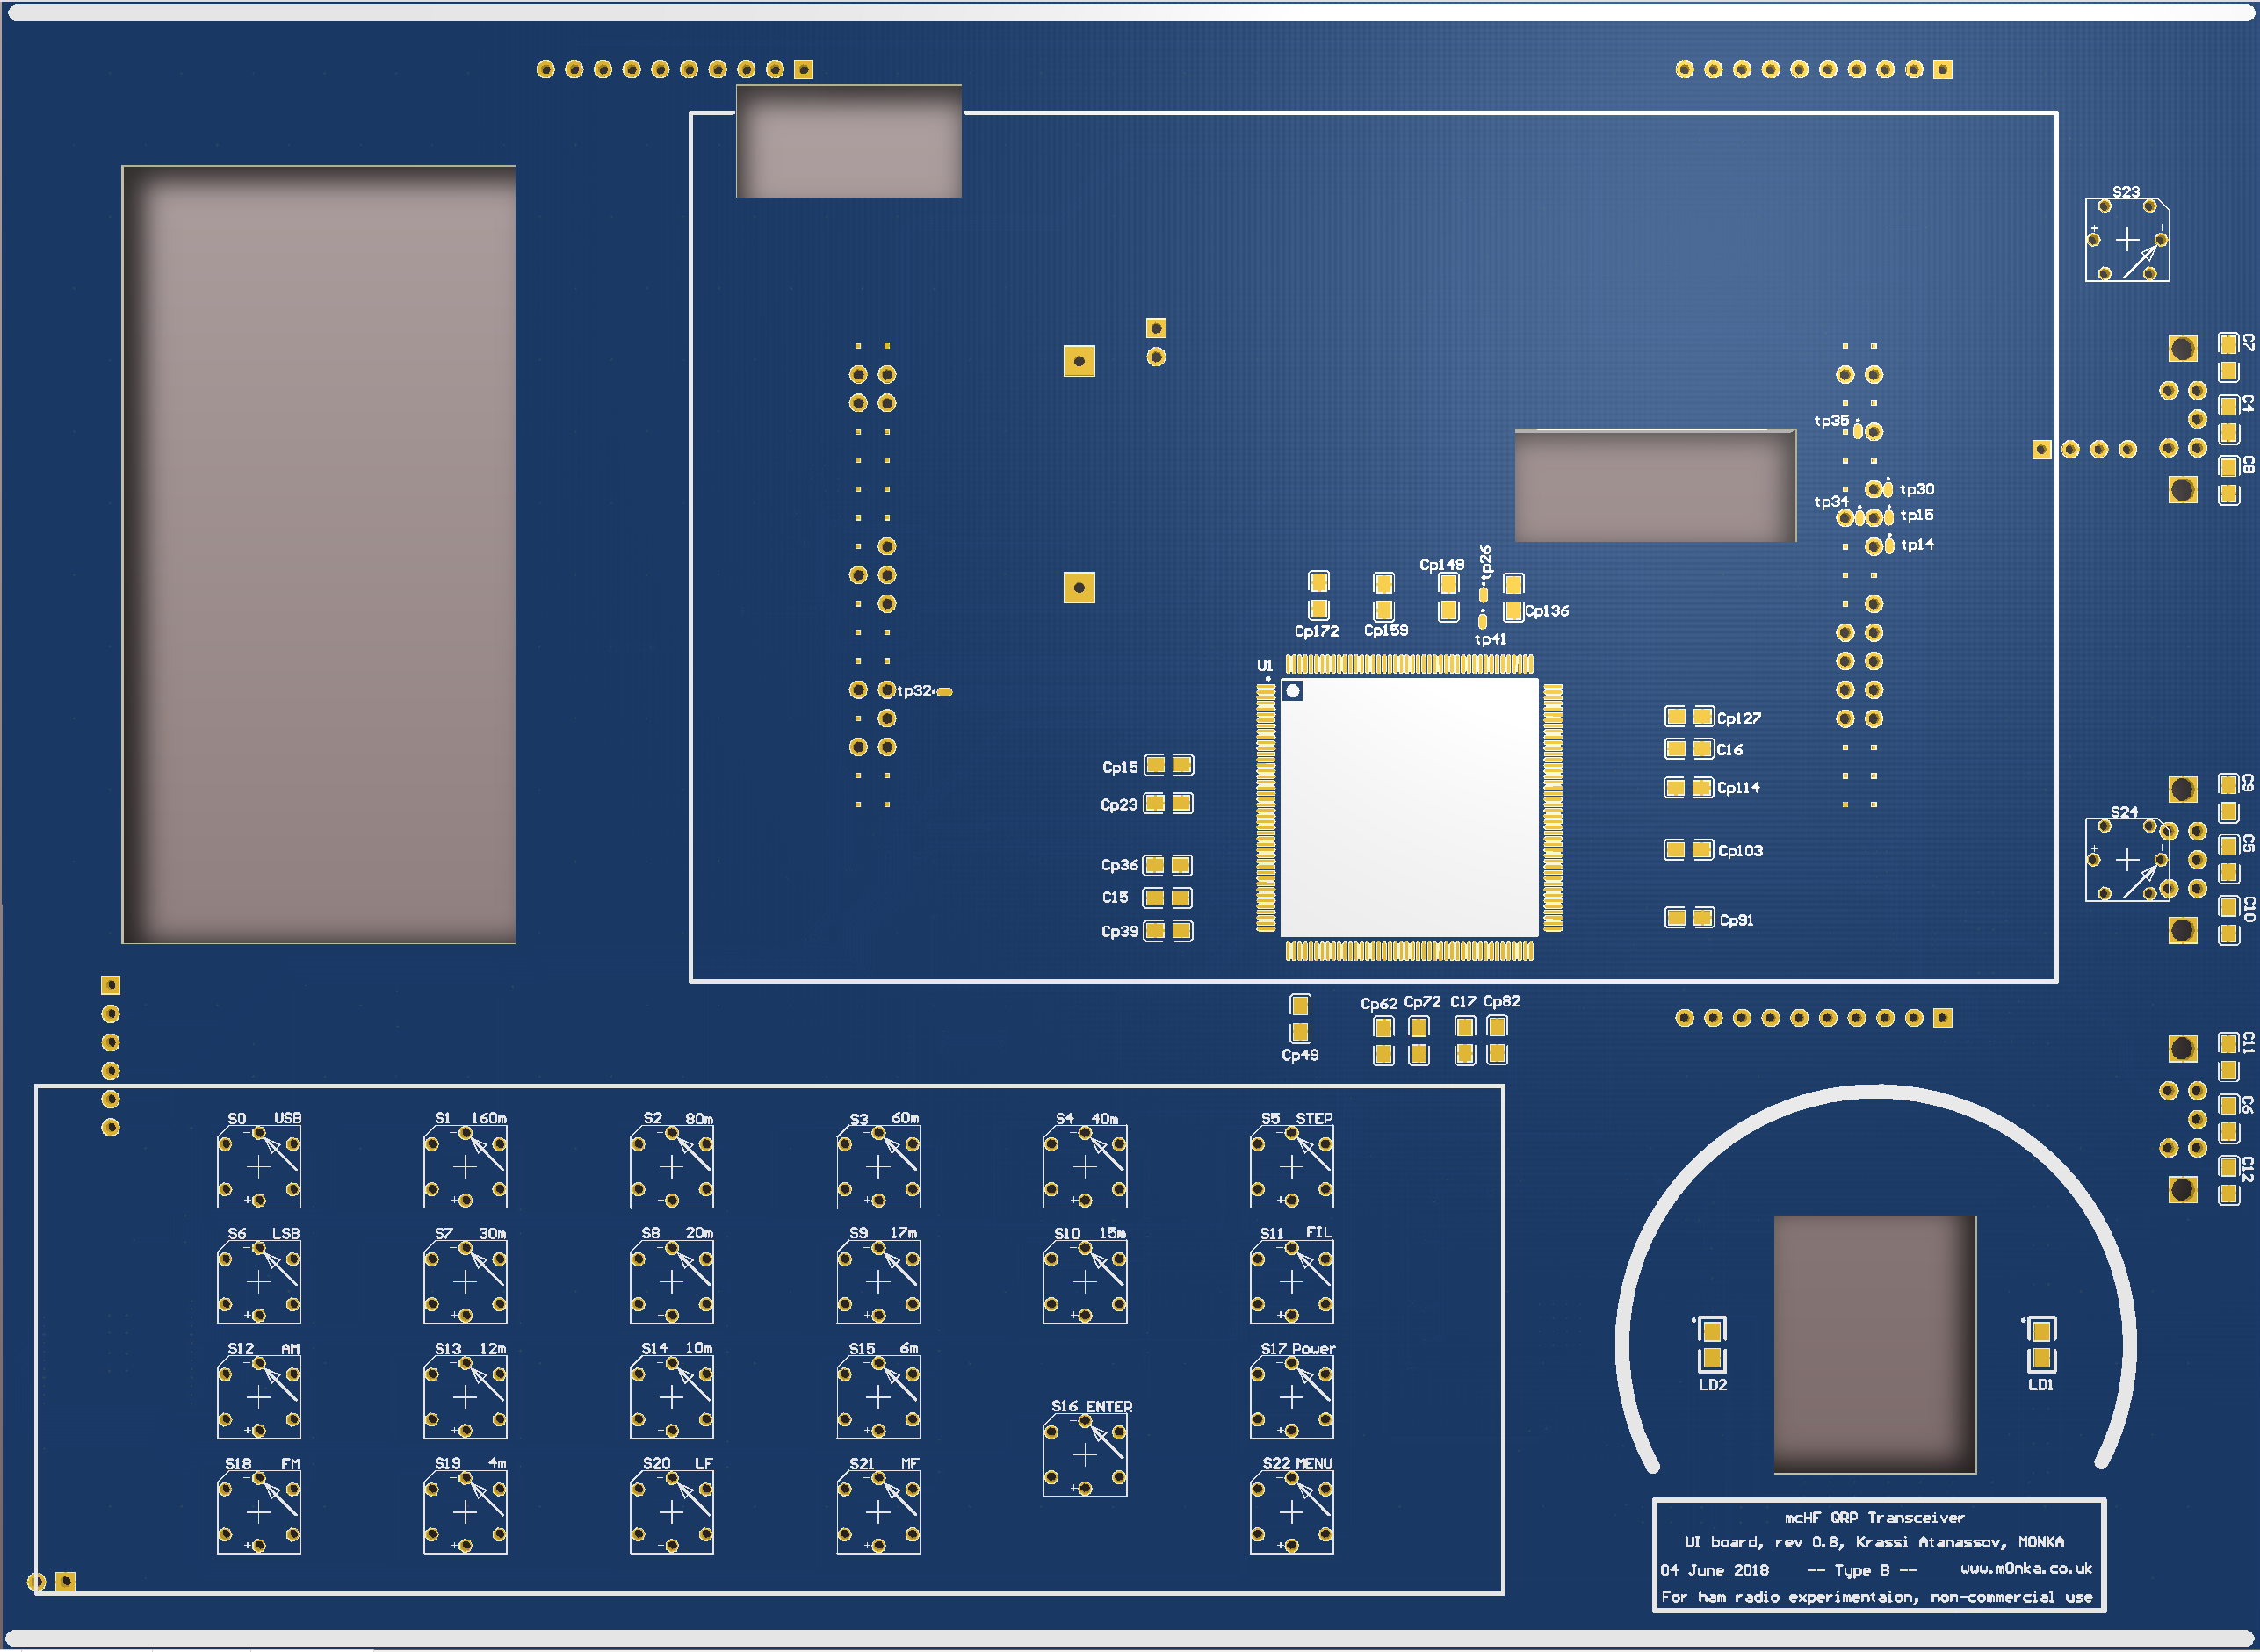 S23
C7
C4
tp35
C8
tp30
tp34
tp15
tp14
tp26
Cp149
Cp136
Cp172
Cp159
tp41
U1
tp32
Cp127
C16
Cp15
Cp114
C9
Cp23
S24
Cp103
C5
Cp36
C15
C10
Cp91
Cp39
Cp62 Cp72 C17 Cp82
Cp49
C11
C6
C12
S0 USB
S1 160m
S2 80m
S3 60m
S4 40m
S5 STEP
S6 LSB
S7 30m
S8 20m
S9 17m
S10 15m
S11 FIL
S12 AM
S13 12m
S14 10m
S15 6m
S17 Power
LD2
LD1
S16 ENTER
S18 FM
S19 4m
S20 LF
S21 MF
S22 MENU
mcHF QRP Transceiver
UI board, rev 0.8, Krassi Atanassov, M0NKA
04 June 2018 -- Type B -- www.m0nka.co.uk
For ham radio experimentaion, non-commercial use